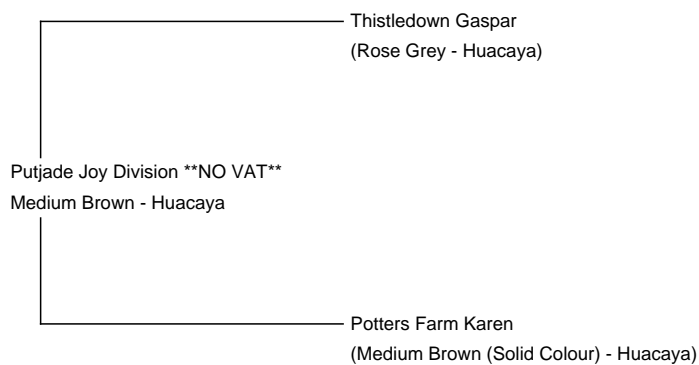 Thistledown Gaspar
(Rose Grey - Huacaya)
Putjade Joy Division **NO VAT**
Medium Brown - Huacaya
Potters Farm Karen
(Medium Brown (Solid Colour) - Huacaya)